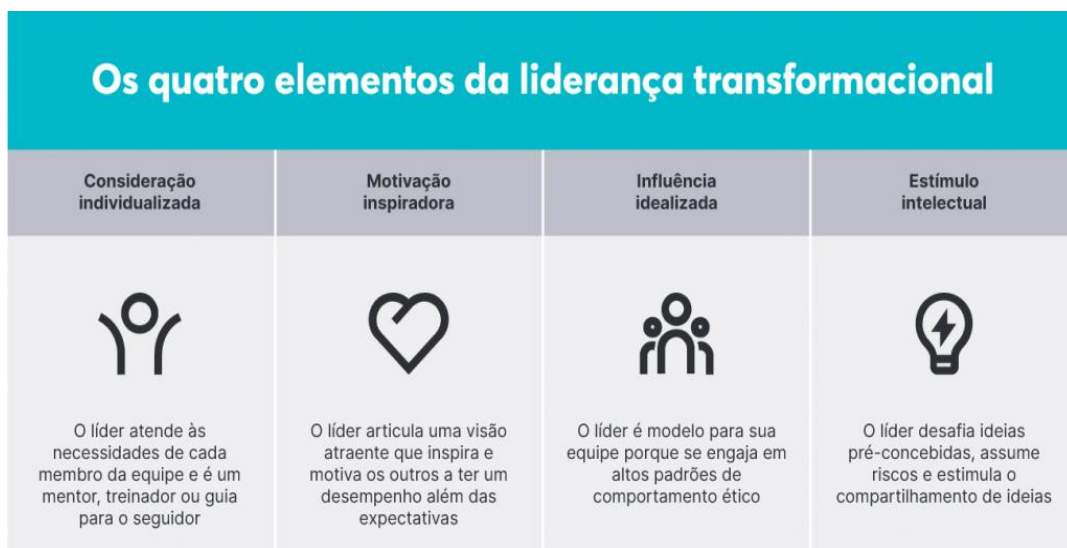 Os quatro elementos da liderança transformacional
Consideração
individualizada
Motivação
inspiradora
Influência
idealizada
Estímulo
intelectual
O líder atende às
necessidades de cada
membro da equipe e é um
mentor, treinador ou guia
para o seguidor
O líder articula uma visão
atraente que inspira e
motiva os outros a ter um
desempenho além das
expectativas
O líder é modelo para sua
equipe porque se engaja em
altos padrões de
comportamento ético
O líder desafia ideias
pré-concebidas, assume
riscos e estimula o
compartilhamento de ideias